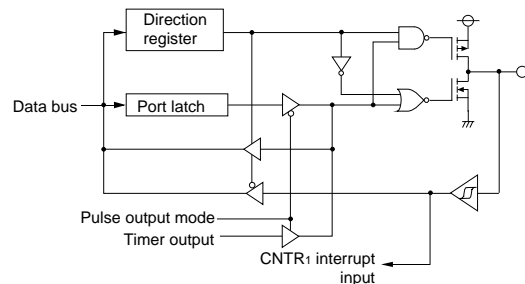 Direction
register
Data bus
Port latch
Pulse output mode
Timer output
CNTR1 interrupt
input